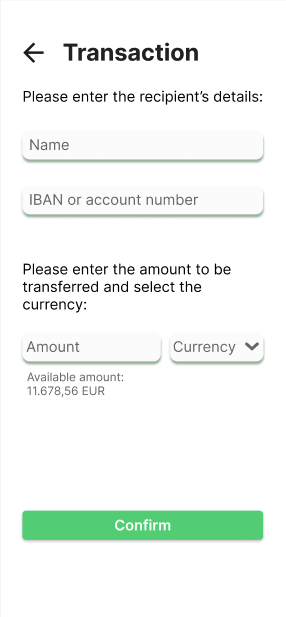 Transaction
Please enter the recipient's details:
Name
IBAN or account number
Please enter the amount to be
transferred and select the
currency:
Amount
Currency
Available amount:
11.678,56 EUR
Confirm